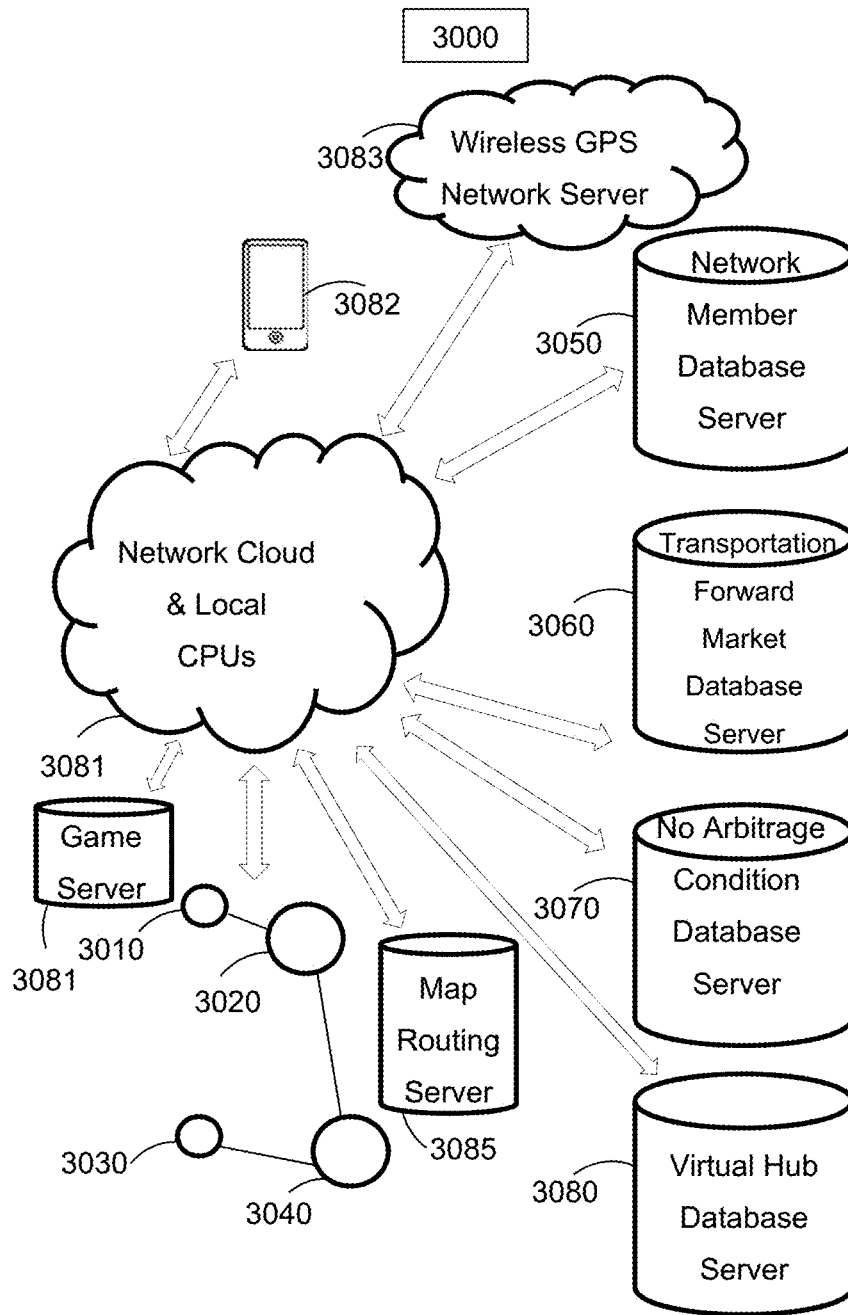 3000
Wireless GPS
Network Server
3083
3082
Network
Member
Database
Server
3050
Network Cloud
& Local
CPUs
3081
Transportation
Forward
Market
Database
Server
3060
Game
Server
3081
3010
3020
No Arbitrage
Condition
Database
Server
3070
Map
Routing
Server
3085
3030
3040
Virtual Hub
Database
Server
3080